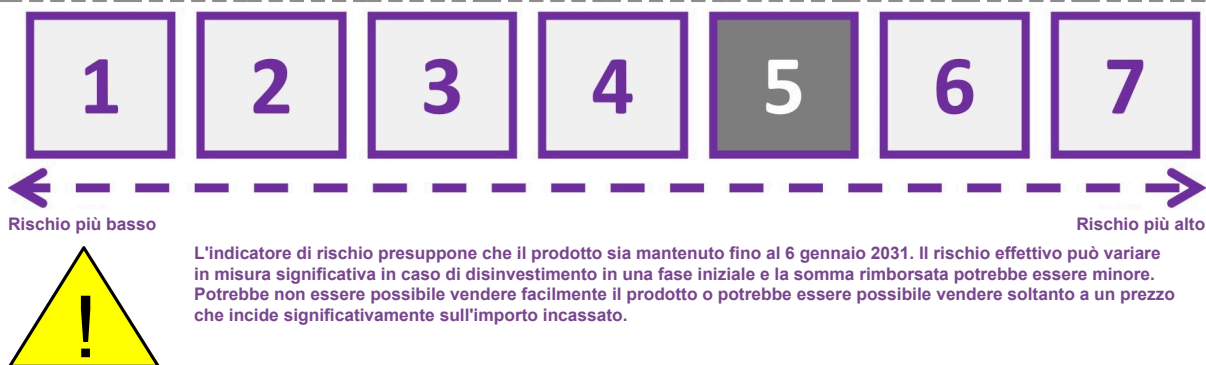 1 2 3 4 5 6 7
Rischio più basso Rischio più alto
L'indicatore di rischio presuppone che il prodotto sia mantenuto fino al 6 gennaio 2031. Il rischio effettivo può variare
in misura significativa in caso di disinvestimento in una fase iniziale e la somma rimborsata potrebbe essere minore.
Potrebbe non essere possibile vendere facilmente il prodotto o potrebbe essere possibile vendere soltanto a un prezzo
che incide significativamente sull'importo incassato.
!